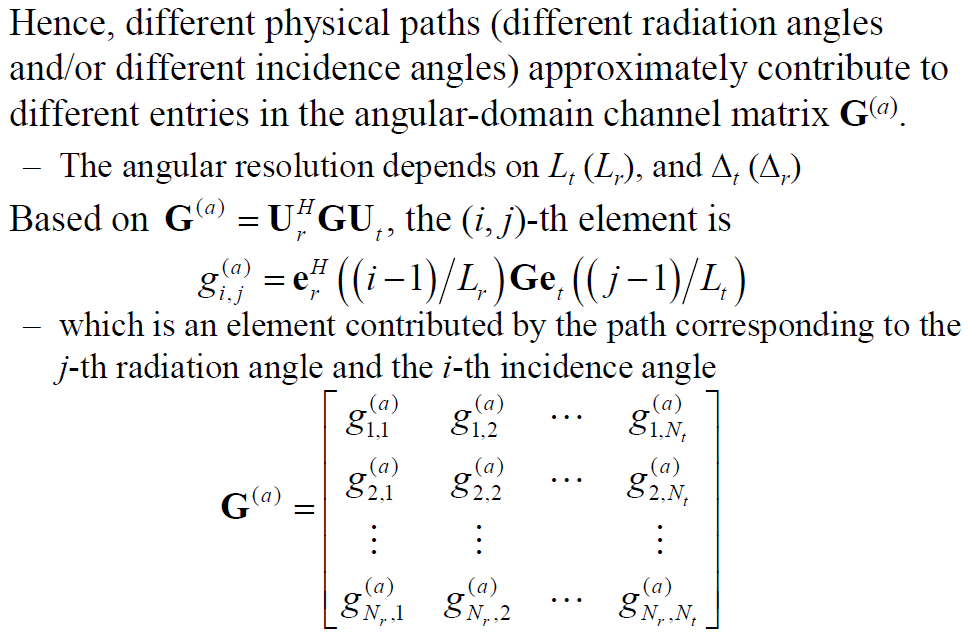 Hence, different physical paths (different radiation angles
and/or different incidence angles) approximately contribute to
different entries in the angular-domain channel matrix $\mathbf{G}^{(a)}$.
– The angular resolution depends on $L_t$ ($L_r$), and $\Delta_t$ ($\Delta_r$)
Based on $\mathbf{G}^{(a)} = \mathbf{U}_r^H \mathbf{G} \mathbf{U}_t$, the $(i, j)$-th element is
$g_{i,j}^{(a)} = \mathbf{e}_r^H \left( (i-1)/L_r \right) \mathbf{G} \mathbf{e}_t \left( (j-1)/L_t \right)$
– which is an element contributed by the path corresponding to the
$j$-th radiation angle and the $i$-th incidence angle
$\mathbf{G}^{(a)} = \begin{bmatrix} g_{1,1}^{(a)} & g_{1,2}^{(a)} & \cdots & g_{1,N_t}^{(a)} \\ g_{2,1}^{(a)} & g_{2,2}^{(a)} & \cdots & g_{2,N_t}^{(a)} \\ \vdots & \vdots & & \vdots \\ g_{N_r,1}^{(a)} & g_{N_r,2}^{(a)} & \cdots & g_{N_r,N_t}^{(a)} \end{bmatrix}$